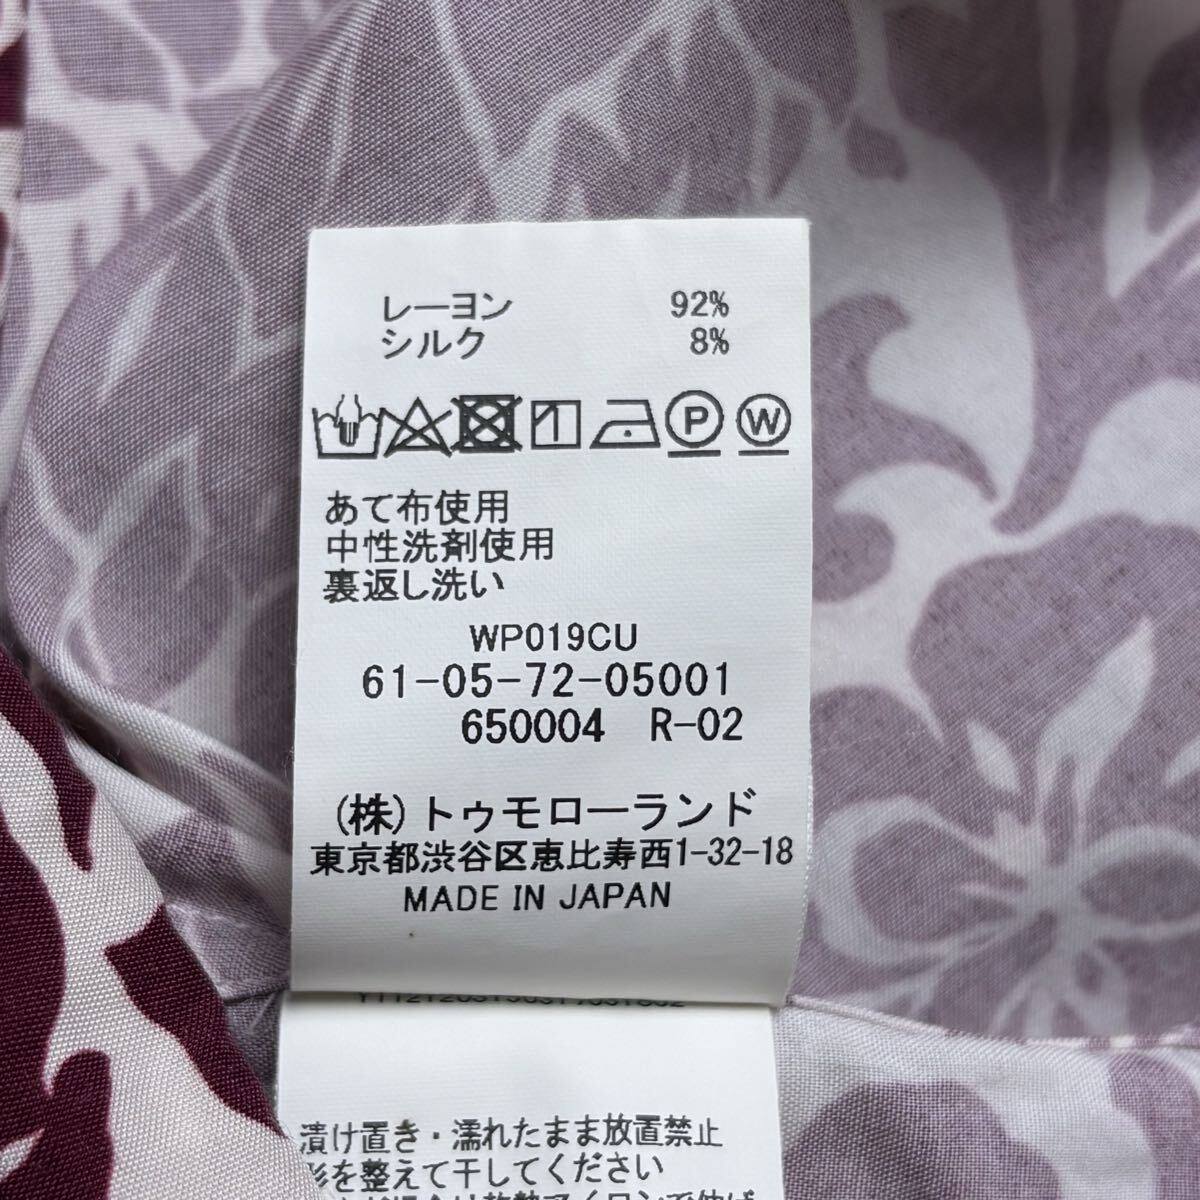 レーヨン 92%
シルク 8%
P W
あて布使用
中性洗剤使用
裏返し洗い
WP019CU
61-05-72-05001
650004 R-02
(株)トゥモローランド
東京都渋谷区恵比寿西1-32-18
MADE IN JAPAN
漬け置き・濡れたまま放置禁止
形を整えて干してください